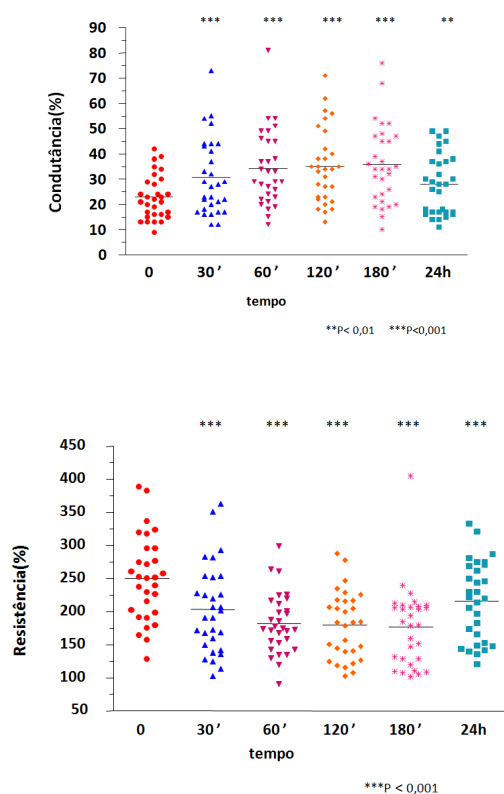 *** *** *** *** **
90
80
70
60
50
40
30
20
10
0
Condutância(%)
0 30’ 60’ 120’ 180’ 24h
tempo
**P< 0,01 ***P<0,001
*** *** *** *** ***
450
400
350
300
250
200
150
100
50
Resistência(%)
0 30’ 60’ 120’ 180’ 24h
tempo
***P < 0,001